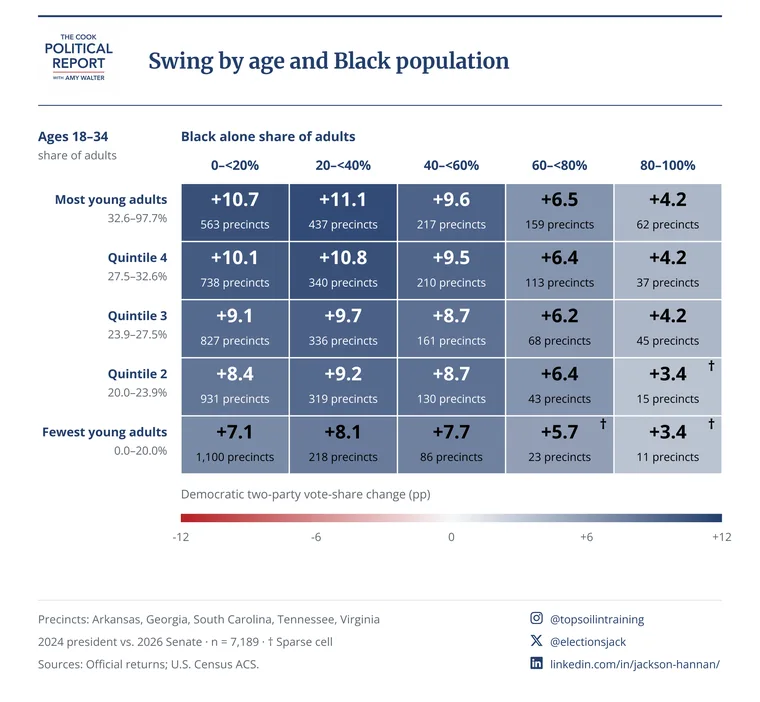 THE COOK
POLITICAL
REPORT
WITH AMY WALTER
Swing by age and Black population
Ages 18–34
share of adults
Black alone share of adults
0–<20% 20–<40% 40–<60% 60–<80% 80–100%
Most young adults +10.7 +11.1 +9.6 +6.5 +4.2
32.6–97.7% 563 precincts 437 precincts 217 precincts 159 precincts 62 precincts
Quintile 4 +10.1 +10.8 +9.5 +6.4 +4.2
27.5–32.6% 738 precincts 340 precincts 210 precincts 113 precincts 37 precincts
Quintile 3 +9.1 +9.7 +8.7 +6.2 +4.2
23.9–27.5% 827 precincts 336 precincts 161 precincts 68 precincts 45 precincts
Quintile 2 +8.4 +9.2 +8.7 +6.4 +3.4 †
20.0–23.9% 931 precincts 319 precincts 130 precincts 43 precincts 15 precincts
Fewest young adults +7.1 +8.1 +7.7 +5.7 † +3.4 †
0.0–20.0% 1,100 precincts 218 precincts 86 precincts 23 precincts 11 precincts
Democratic two-party vote-share change (pp)
-12 -6 0 +6 +12
Precincts: Arkansas, Georgia, South Carolina, Tennessee, Virginia
2024 president vs. 2026 Senate · n = 7,189 · † Sparse cell
Sources: Official returns; U.S. Census ACS.
@topsoilintraining
@electionsjack
linkedin.com/in/jackson-hannan/